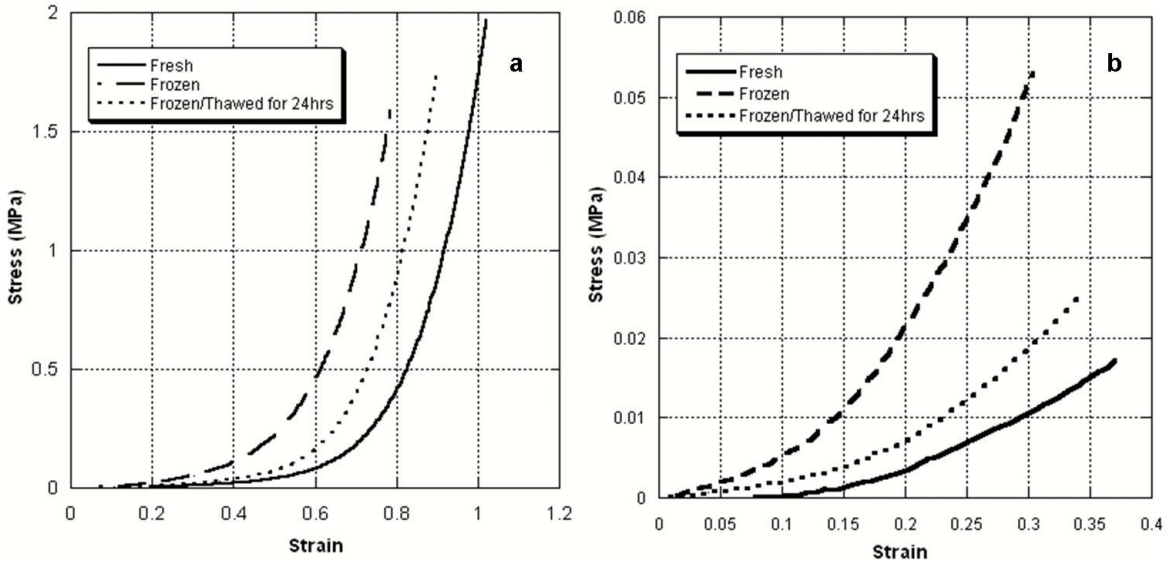 2
1.5
1
0.5
0
0
0.2
0.4
0.6
0.8
1
1.2
Stress (MPa)
Strain
Fresh
Frozen
Frozen/Thawed for 24hrs
a
0.06
0.05
0.04
0.03
0.02
0.01
0
0
0.05
0.1
0.15
0.2
0.25
0.3
0.35
0.4
Stress (MPa)
Strain
Fresh
Frozen
Frozen/Thawed for 24hrs
b